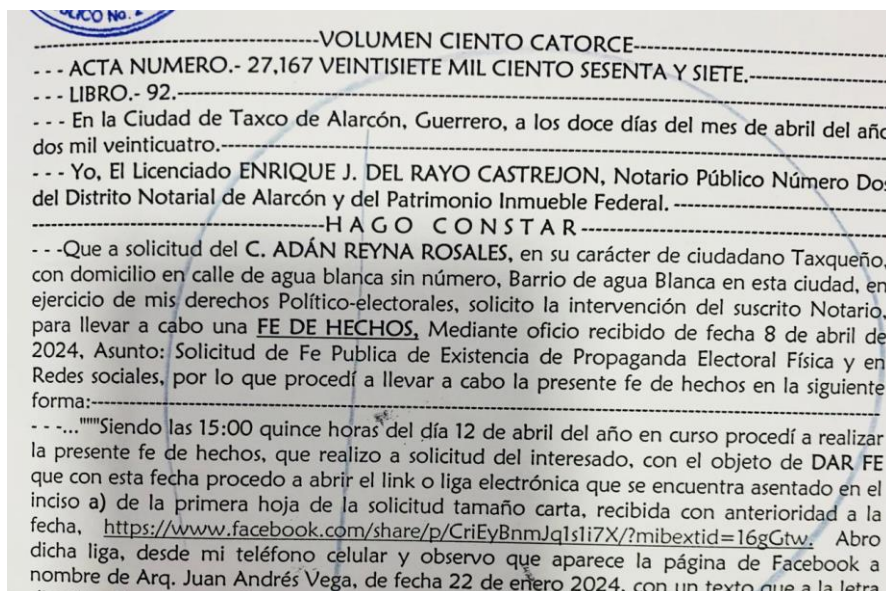 PÚBLICO No. 2
-----------------------------VOLUMEN CIENTO CATORCE-----------------------------
- - - ACTA NUMERO.- 27,167 VEINTISIETE MIL CIENTO SESENTA Y SIETE.---------------
- - - LIBRO.- 92.----------------------------------------------------------------
- - - En la Ciudad de Taxco de Alarcón, Guerrero, a los doce días del mes de abril del año
dos mil veinticuatro.-----------------------------------------------------------
- - - Yo, El Licenciado ENRIQUE J. DEL RAYO CASTREJON, Notario Público Número Dos
del Distrito Notarial de Alarcón y del Patrimonio Inmueble Federal. --------------------
-----------------------------H A G O   C O N S T A R-----------------------------
- - -Que a solicitud del C. ADÁN REYNA ROSALES, en su carácter de ciudadano Taxqueño,
con domicilio en calle de agua blanca sin número, Barrio de agua Blanca en esta ciudad, en
ejercicio de mis derechos Político-electorales, solicito la intervención del suscrito Notario,
para llevar a cabo una FE DE HECHOS, Mediante oficio recibido de fecha 8 de abril de
2024, Asunto: Solicitud de Fe Publica de Existencia de Propaganda Electoral Física y en
Redes sociales, por lo que procedí a llevar a cabo la presente fe de hechos en la siguiente
forma:--------------------------------------------------------------------------
- - -..."""Siendo las 15:00 quince horas del día 12 de abril del año en curso procedí a realizar
la presente fe de hechos, que realizo a solicitud del interesado, con el objeto de DAR FE
que con esta fecha procedo a abrir el link o liga electrónica que se encuentra asentado en el
inciso a) de la primera hoja de la solicitud tamaño carta, recibida con anterioridad a la
fecha, https://www.facebook.com/share/p/CriEyBnmJq1s1i7X/?mibextid=16gGtw. Abro
dicha liga, desde mi teléfono celular y observo que aparece la página de Facebook a
nombre de Arq. Juan Andrés Vega, de fecha 22 de enero 2024, con un texto que a la letra